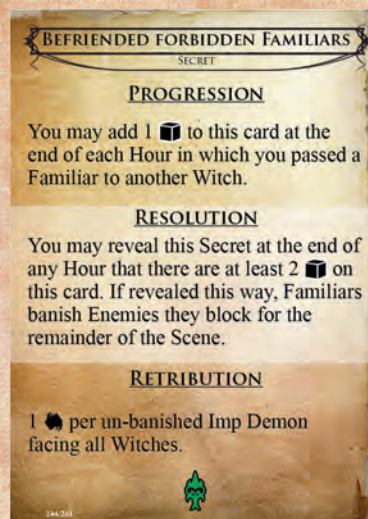 BEFRIENDED FORBIDDEN FAMILIARS
SECRET
PROGRESSION
You may add 1 to this card at the
end of each Hour in which you passed a
Familiar to another Witch.
RESOLUTION
You may reveal this Secret at the end of
any Hour that there are at least 2 on
this card. If revealed this way, Familiars
banish Enemies they block for the
remainder of the Scene.
RETRIBUTION
1 per un-banished Imp Demon
facing all Witches.